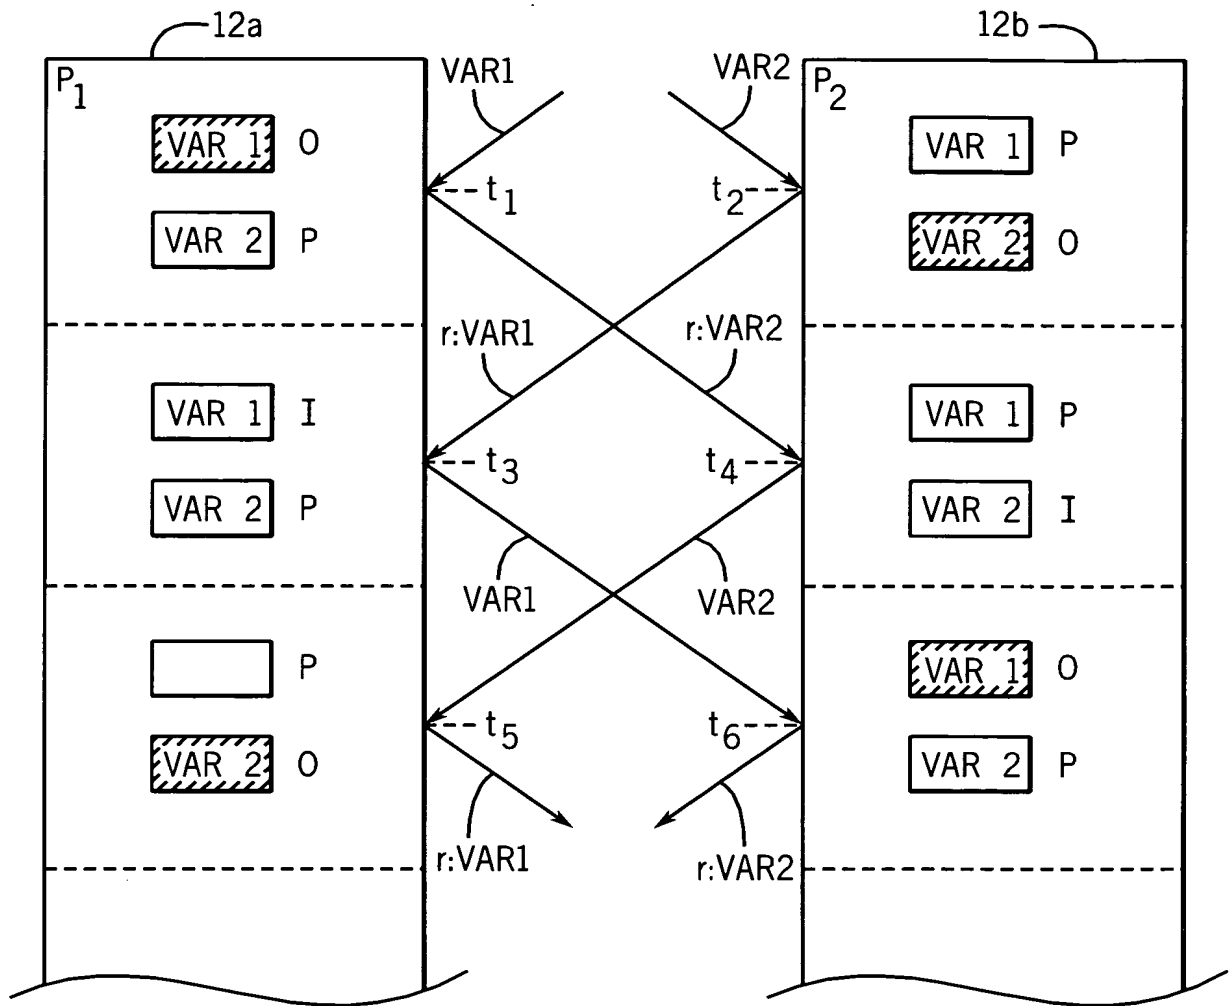 12a
12b
P1
VAR1
VAR2
P2
VAR 1 O
VAR 1 P
t1
t2
VAR 2 P
VAR 2 O
r:VAR1
r:VAR2
VAR 1 I
VAR 1 P
t3
t4
VAR 2 P
VAR 2 I
VAR1
VAR2
P
VAR 1 O
t5
t6
VAR 2 O
VAR 2 P
r:VAR1
r:VAR2